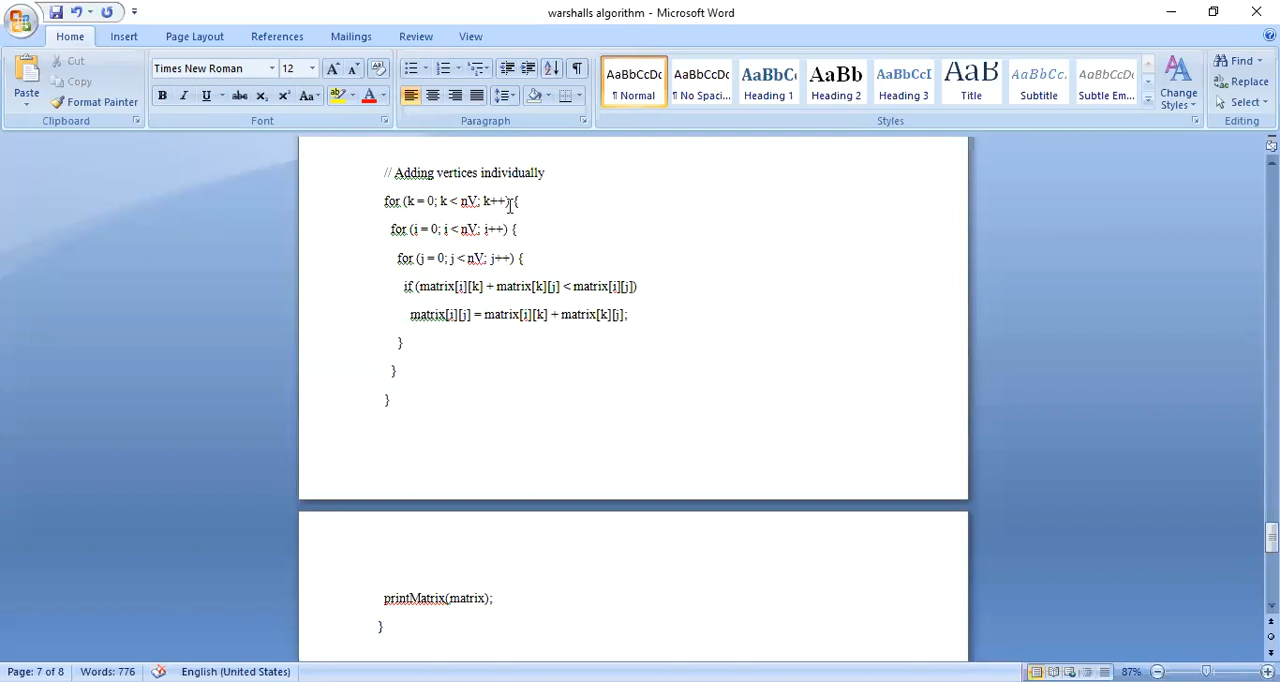 warshalls algorithm - Microsoft Word
Home Insert Page Layout References Mailings Review View
Paste
Cut
Copy
Format Painter
Clipboard
Times New Roman 12
Font
Paragraph
AaBbCcDc AaBbCcDc AaBbC( AaBb AaBbCcI AaB AaBbCc. AaBbCcDc
¶ Normal ¶ No Spaci... Heading 1 Heading 2 Heading 3 Title Subtitle Subtle Em...
Change
Styles
Styles
Find
Replace
Select
Editing
// Adding vertices individually
for (k = 0; k < nV; k++) {
for (i = 0; i < nV; i++) {
for (j = 0; j < nV; j++) {
if (matrix[i][k] + matrix[k][j] < matrix[i][j])
matrix[i][j] = matrix[i][k] + matrix[k][j];
}
}
}
printMatrix(matrix);
}
Page: 7 of 8 Words: 776 English (United States) 87%